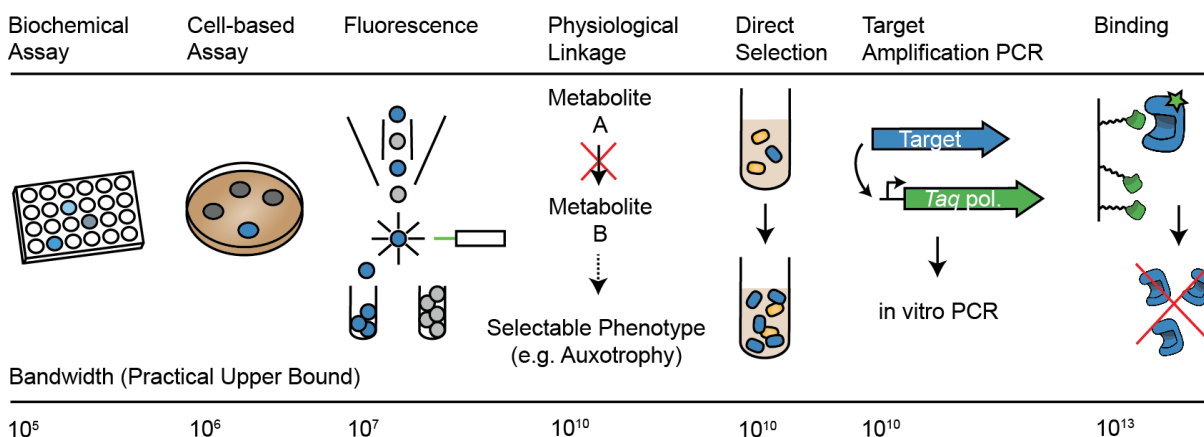 Biochemical
Assay
Cell-based
Assay
Fluorescence
Physiological
Linkage
Direct
Selection
Target
Amplification PCR
Binding
Metabolite
A
Metabolite
B
Selectable Phenotype
(e.g. Auxotrophy)
Target
Taq pol.
in vitro PCR
Bandwidth (Practical Upper Bound)
10⁵ 10⁶ 10⁷ 10¹⁰ 10¹⁰ 10¹⁰ 10¹³